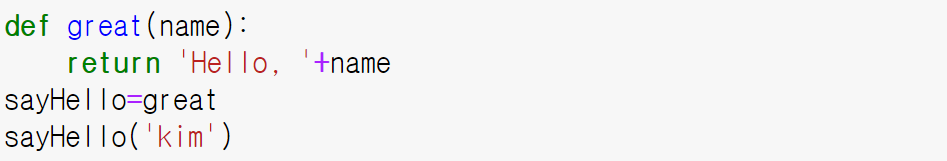 def great(name):
    return 'Hello, '+name
sayHello=great
sayHello('kim')